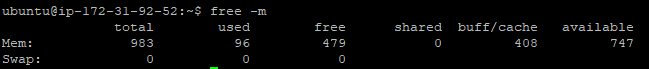 ubuntu@ip-172-31-92-52:~$ free -m
              total        used        free      shared  buff/cache   available
Mem:            983          96         479           0         408         747
Swap:             0           0           0